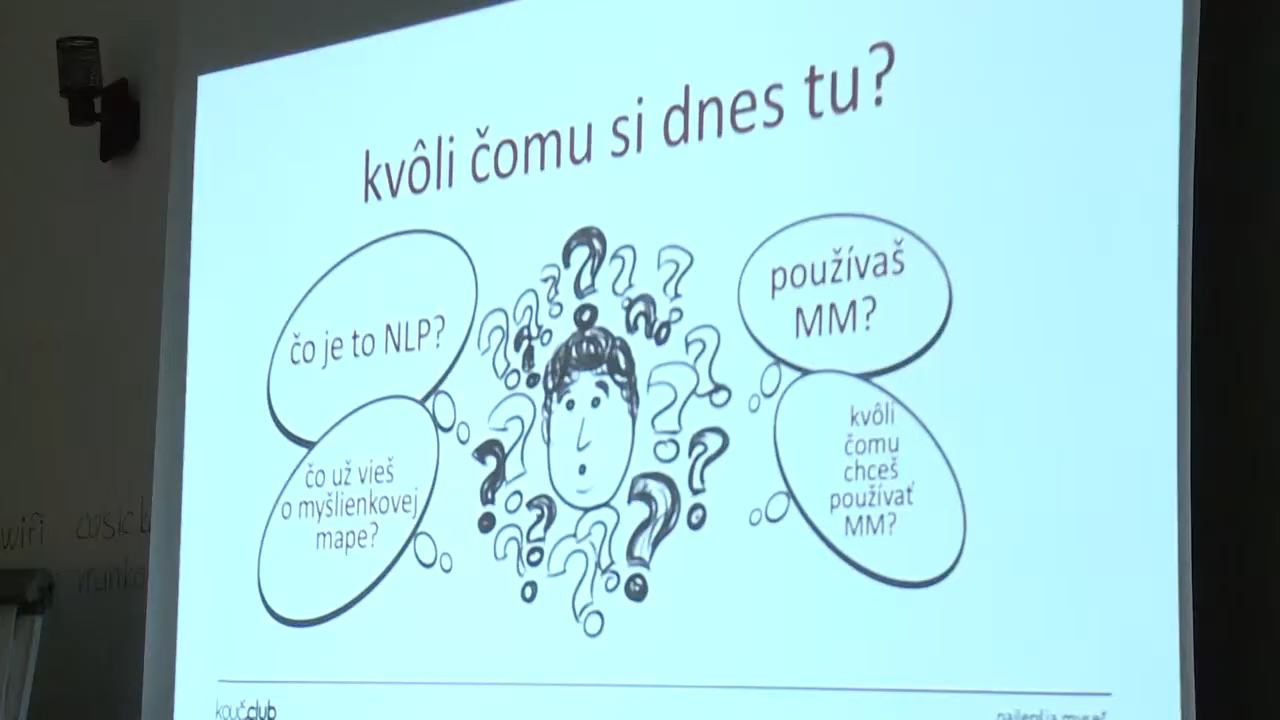 kvôli čomu si dnes tu?
čo je to NLP?
čo už vieš
o myšlienkovej
mape?
používaš
MM?
kvôli
čomu
chceš
používať
MM?
wifi
koučclub